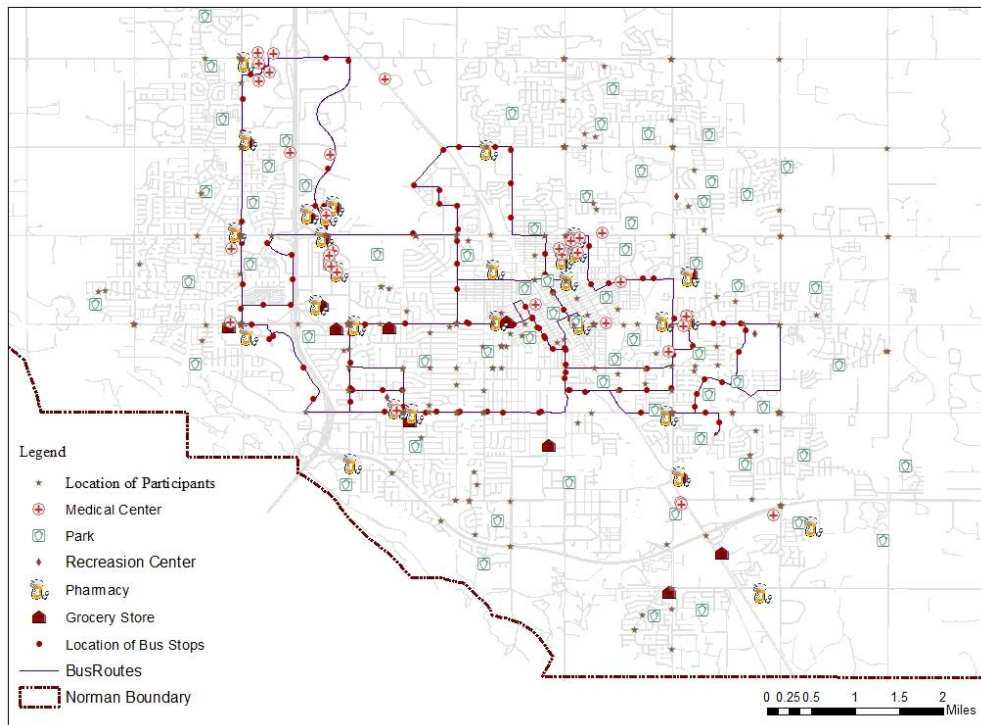 Legend
Location of Participants
Medical Center
Park
Recreasion Center
Pharmacy
Grocery Store
Location of Bus Stops
BusRoutes
Norman Boundary
0 0.25 0.5 1 1.5 2
Miles